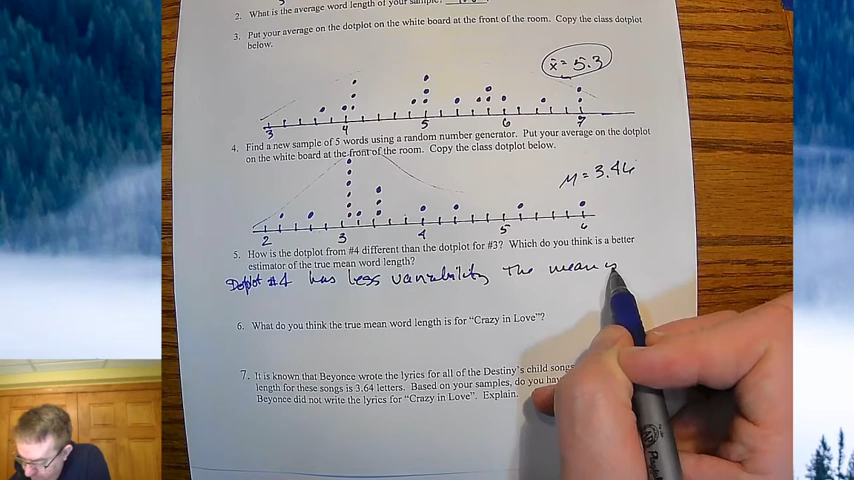 2. What is the average word length of your sample?
3. Put your average on the dotplot on the white board at the front of the room. Copy the class dotplot
below.
x̄ = 5.3
3 4 5 6 7
4. Find a new sample of 5 words using a random number generator. Put your average on the dotplot
on the white board at the front of the room. Copy the class dotplot below.
μ = 3.46
2 3 4 5 6
5. How is the dotplot from #4 different than the dotplot for #3? Which do you think is a better
estimator of the true mean word length?
Dotplot #4 has less variability The mean is
6. What do you think the true mean word length is for “Crazy in Love”?
7. It is known that Beyonce wrote the lyrics for all of the Destiny’s child songs
length for these songs is 3.64 letters. Based on your samples, do you
Beyonce did not write the lyrics for “Crazy in Love”. Explain.